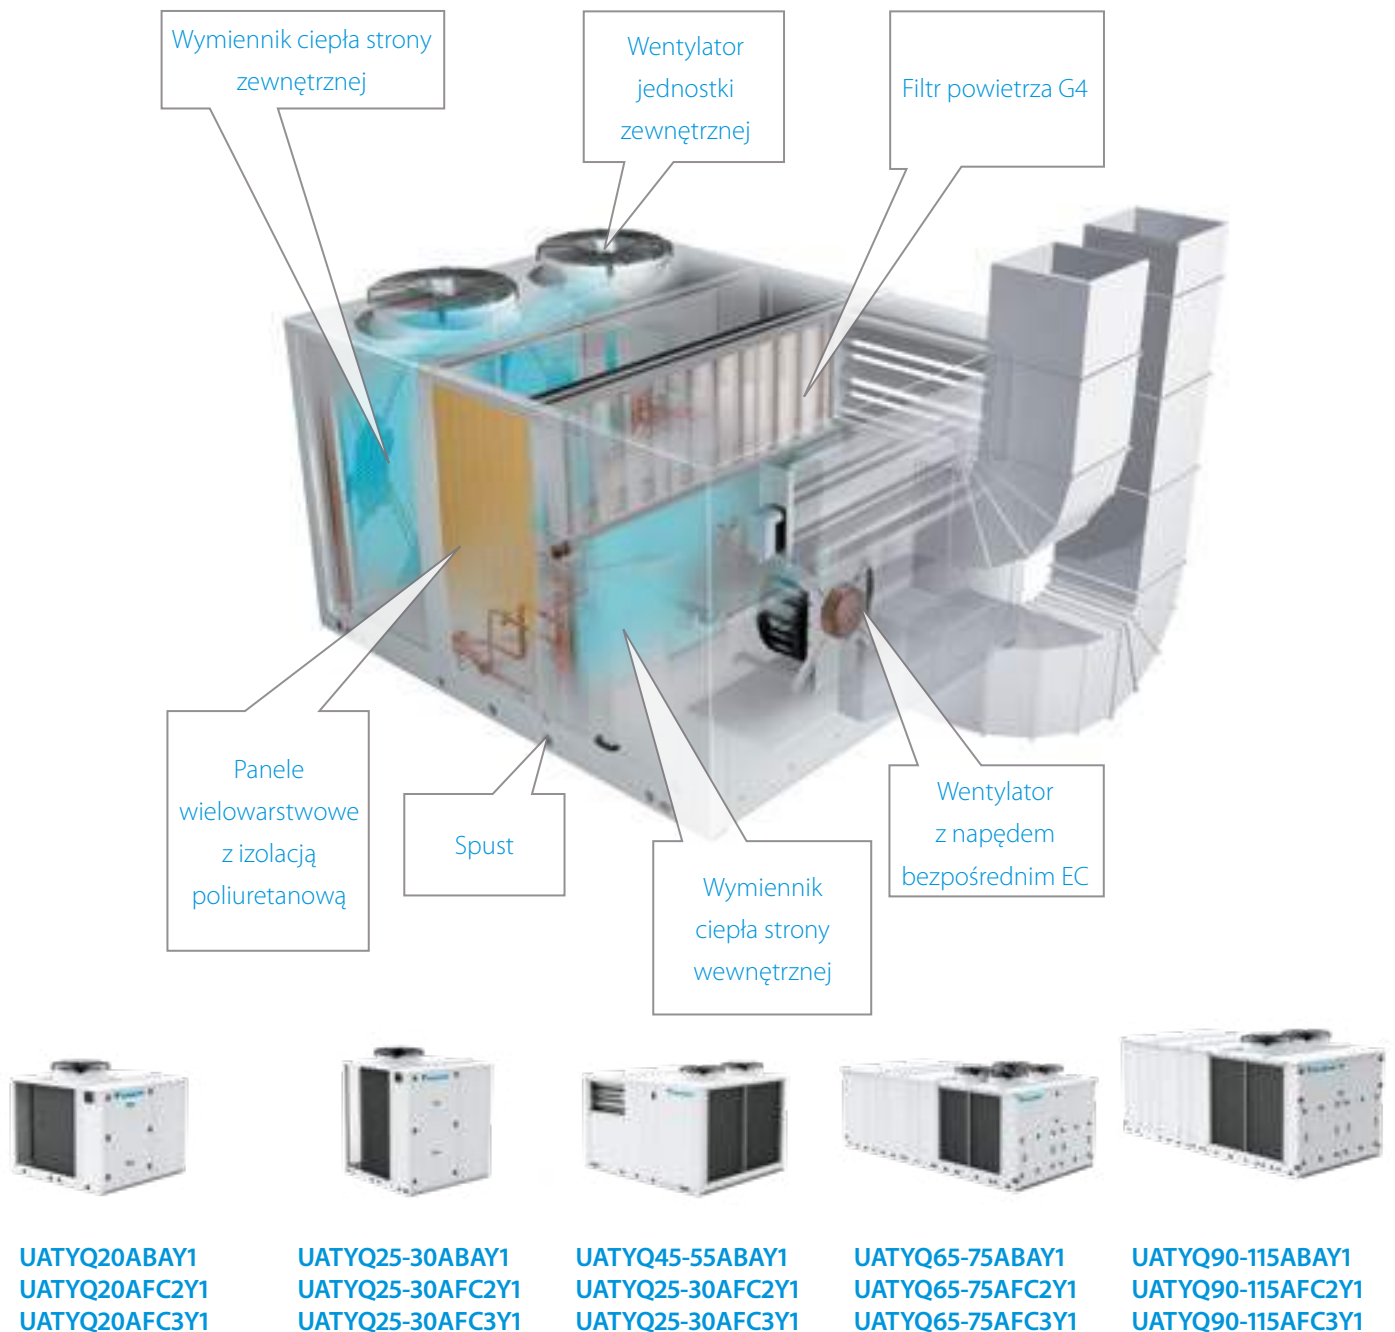 Wymiennik ciepła strony
zewnętrznej
Wentylator
jednostki
zewnętrznej
Filtr powietrza G4
Panele
wielowarstwowe
z izolacją
poliuretanową
Spust
Wymiennik
ciepła strony
wewnętrznej
Wentylator
z napędem
bezpośrednim EC
UATYQ20ABAY1
UATYQ20AFC2Y1
UATYQ20AFC3Y1
UATYQ25-30ABAY1
UATYQ25-30AFC2Y1
UATYQ25-30AFC3Y1
UATYQ45-55ABAY1
UATYQ25-30AFC2Y1
UATYQ25-30AFC3Y1
UATYQ65-75ABAY1
UATYQ65-75AFC2Y1
UATYQ65-75AFC3Y1
UATYQ90-115ABAY1
UATYQ90-115AFC2Y1
UATYQ90-115AFC3Y1